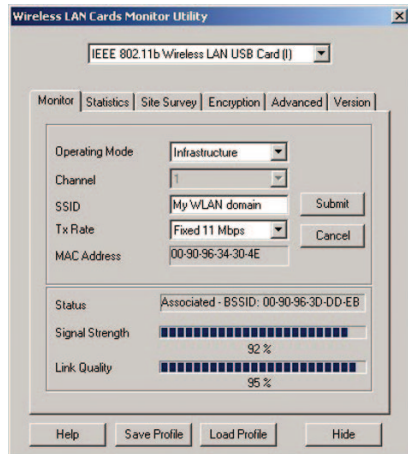 Wireless LAN Cards Monitor Utility
IEEE 802.11b Wireless LAN USB Card (I)
Monitor Statistics Site Survey Encryption Advanced Version
Operating Mode Infrastructure
Channel 1
SSID My WLAN domain Submit
Tx Rate Fixed 11 Mbps Cancel
MAC Address 00-90-96-34-30-4E
Status Associated - BSSID: 00-90-96-3D-DD-EB
Signal Strength
92 %
Link Quality
95 %
Help Save Profile Load Profile Hide